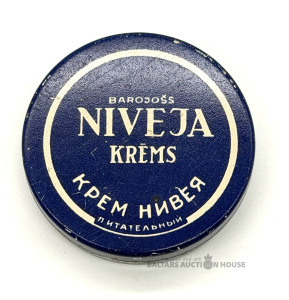 BAROJOŠS
NIVEJA
KRĒMS
КРЕМ НИВЕЯ
ПИТАТЕЛЬНЫЙ
BALTARS AUCTION HOUSE